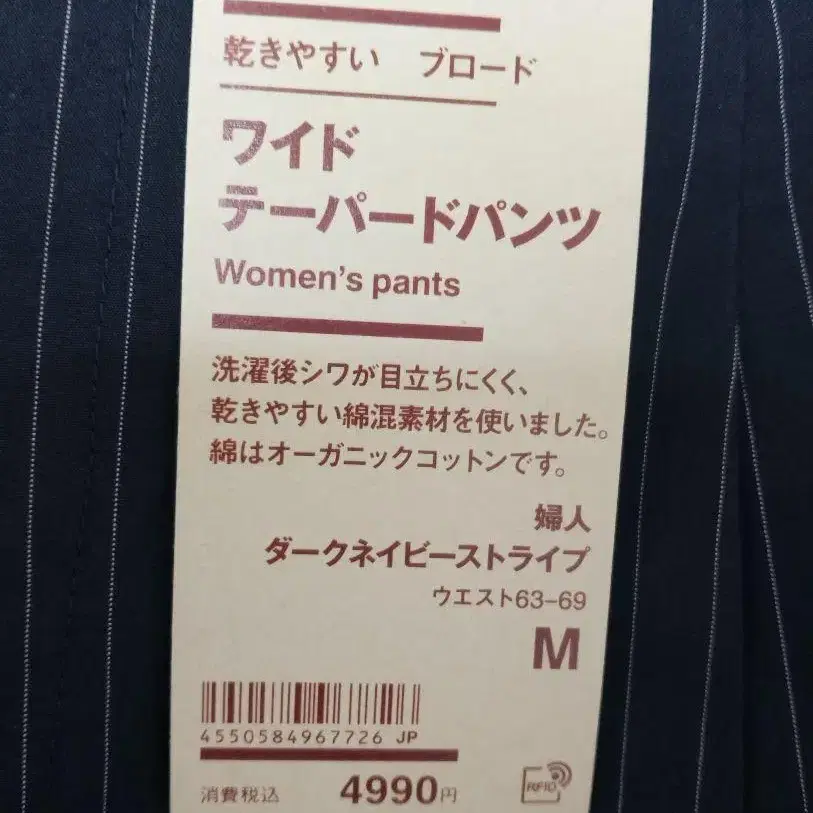 乾きやすい ブロード
ワイド
テーパードパンツ
Women's pants
洗濯後シワが目立ちにくく、
乾きやすい綿混素材を使いました。
綿はオーガニックコットンです。
婦人
ダークネイビーストライプ
ウエスト63-69
M
4550584967726 JP
消費税込 4990円
RFID